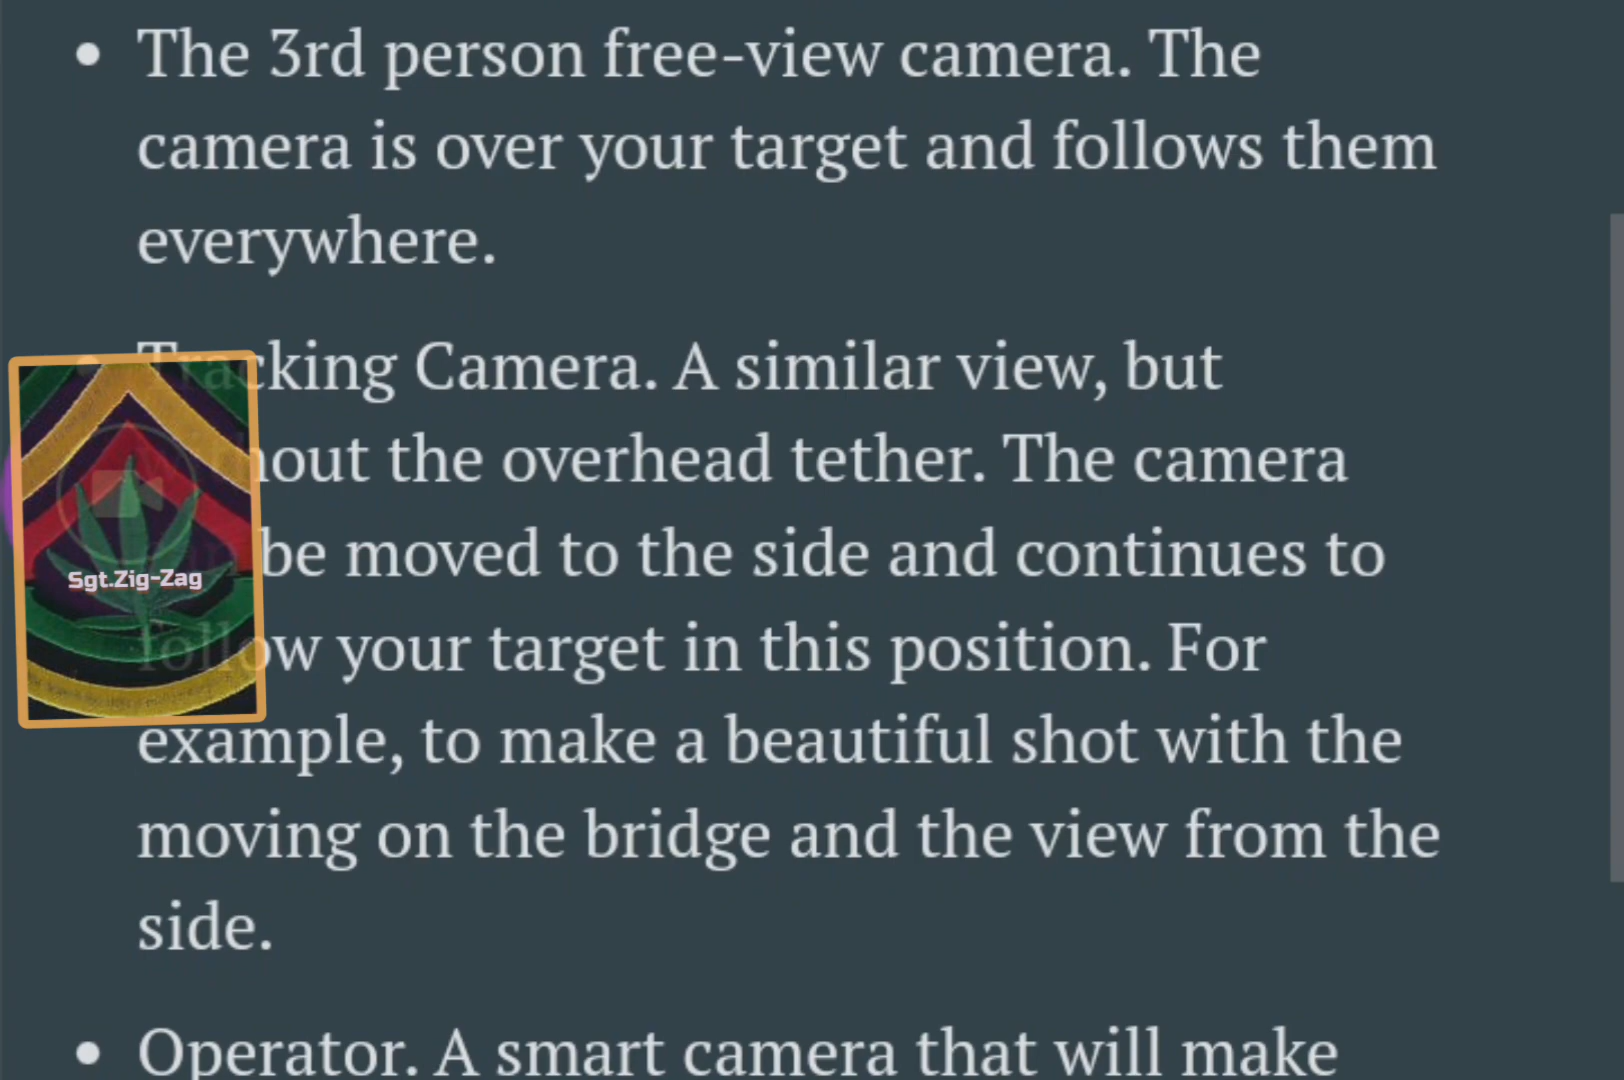 The 3rd person free-view camera. The
camera is over your target and follows them
everywhere.
Tracking Camera. A similar view, but
hout the overhead tether. The camera
be moved to the side and continues to
follow your target in this position. For
example, to make a beautiful shot with the
moving on the bridge and the view from the
side.
Operator. A smart camera that will make
Sgt.Zig-Zag